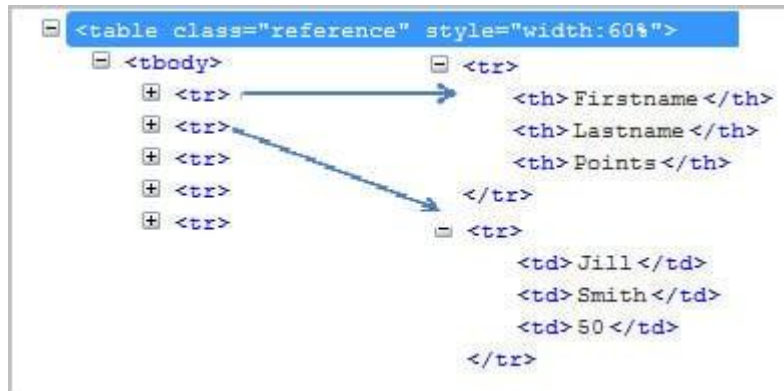 <table class="reference" style="width:60%">
<tbody>
<tr>
<tr>
<tr>
<tr>
<tr>
<tr>
<th>Firstname</th>
<th>Lastname</th>
<th>Points</th>
</tr>
<tr>
<td>Jill</td>
<td>Smith</td>
<td>50</td>
</tr>